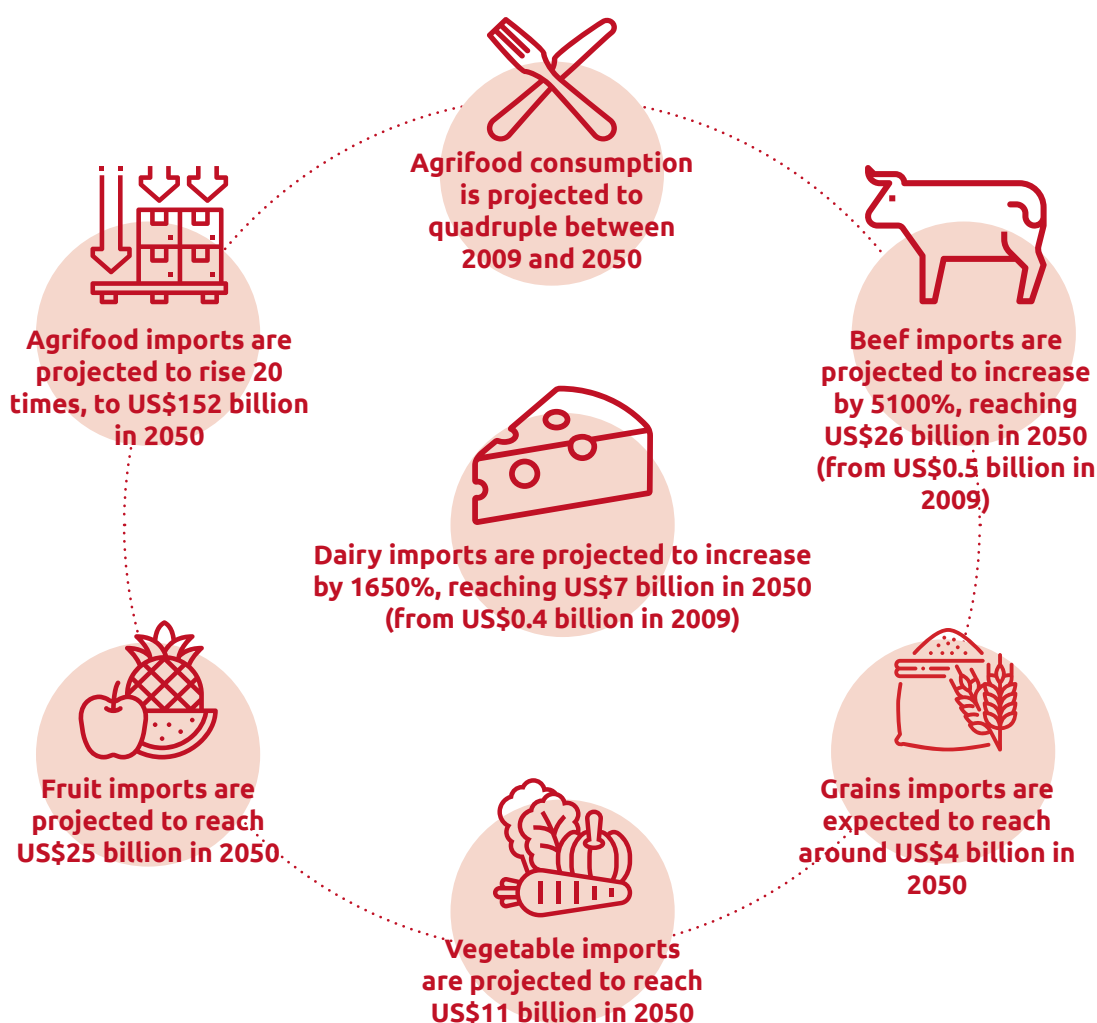 Agrifood consumption
is projected to
quadruple between
2009 and 2050
Agrifood imports are
projected to rise 20
times, to US$152 billion
in 2050
Beef imports are
projected to increase
by 5100%, reaching
US$26 billion in 2050
(from US$0.5 billion in
2009)
Dairy imports are projected to increase
by 1650%, reaching US$7 billion in 2050
(from US$0.4 billion in 2009)
Fruit imports are
projected to reach
US$25 billion in 2050
Grains imports are
expected to reach
around US$4 billion in
2050
Vegetable imports
are projected to reach
US$11 billion in 2050